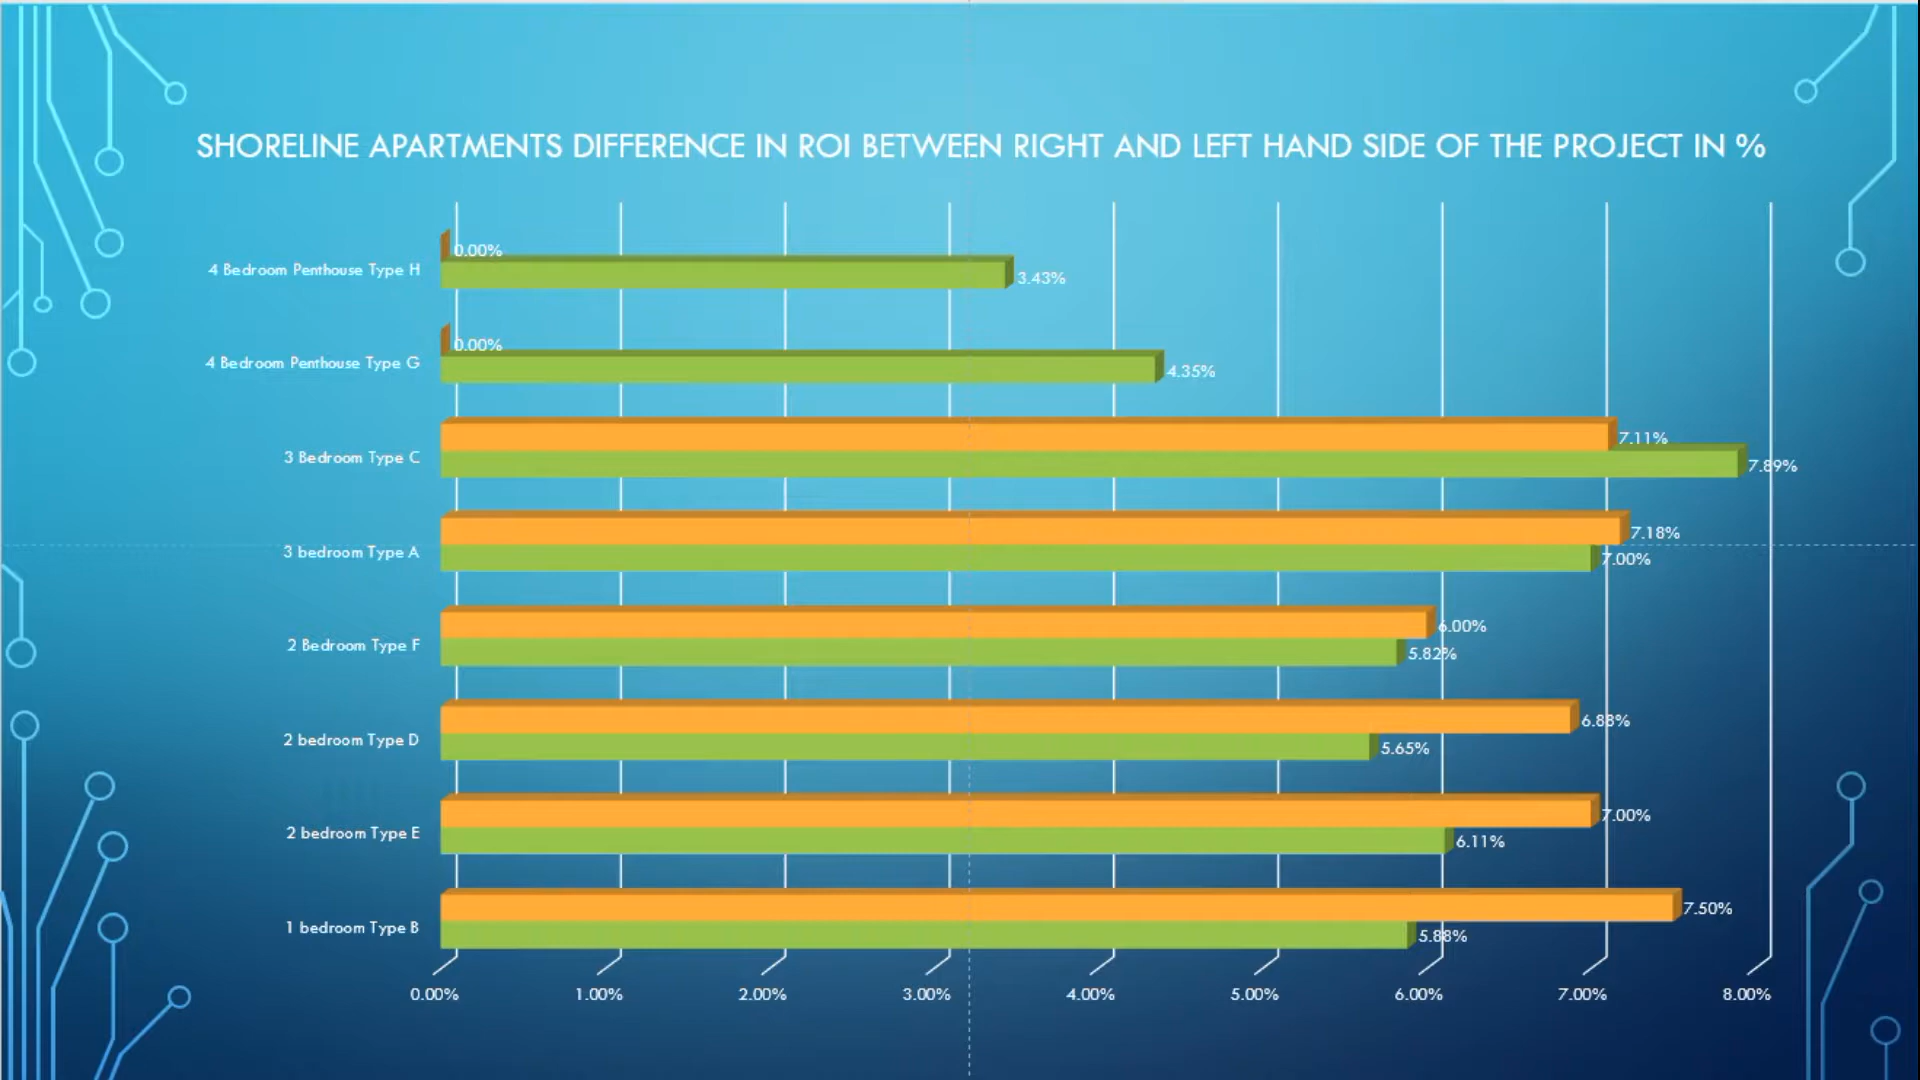 SHORELINE APARTMENTS DIFFERENCE IN ROI BETWEEN RIGHT AND LEFT HAND SIDE OF THE PROJECT IN %
0.00%
4 Bedroom Penthouse Type H
3.43%
0.00%
4 Bedroom Penthouse Type G
4.35%
7.11%
3 Bedroom Type C
7.89%
7.18%
3 bedroom Type A
7.00%
6.00%
2 Bedroom Type F
5.82%
6.88%
2 bedroom Type D
5.65%
7.00%
2 bedroom Type E
6.11%
7.50%
1 bedroom Type B
5.88%
0.00% 1.00% 2.00% 3.00% 4.00% 5.00% 6.00% 7.00% 8.00%